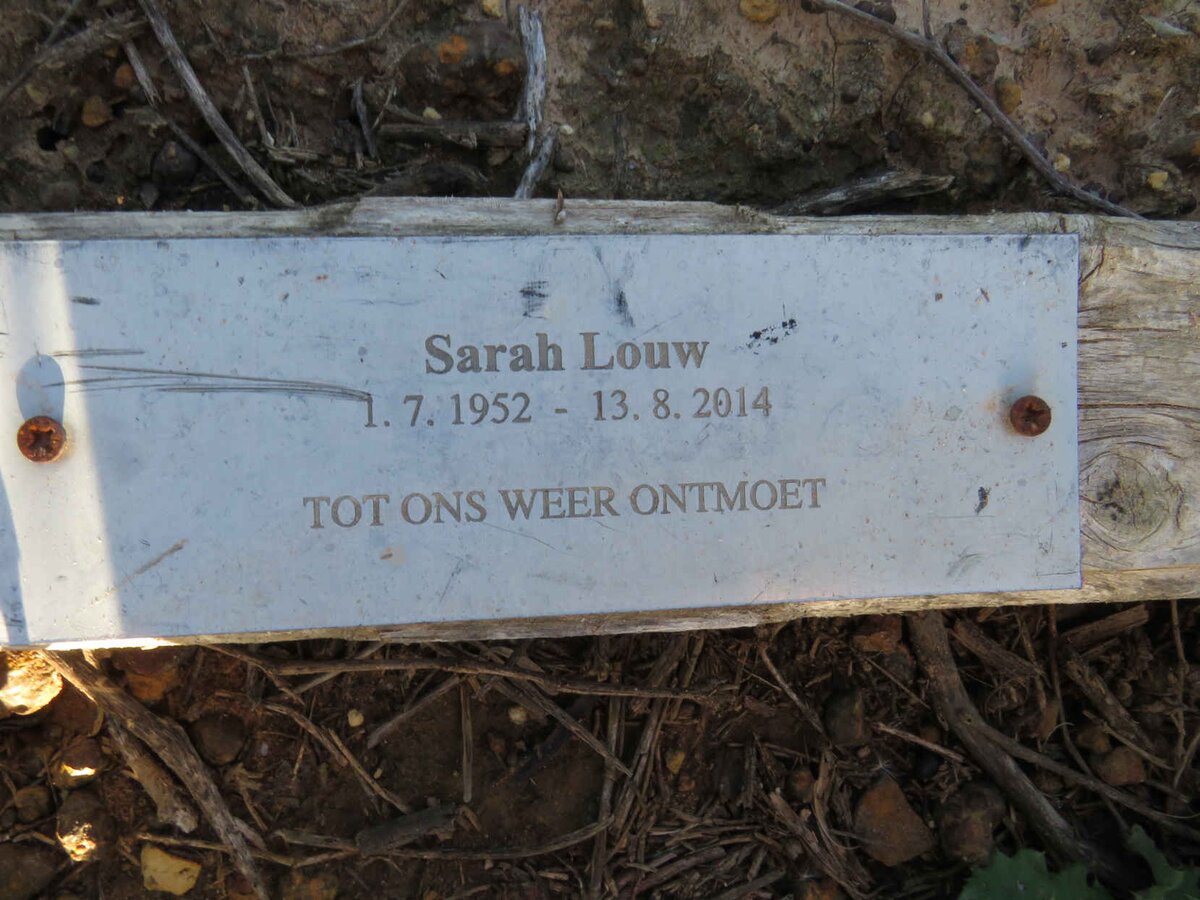 Sarah Louw
1. 7. 1952 - 13. 8. 2014
TOT ONS WEER ONTMOET